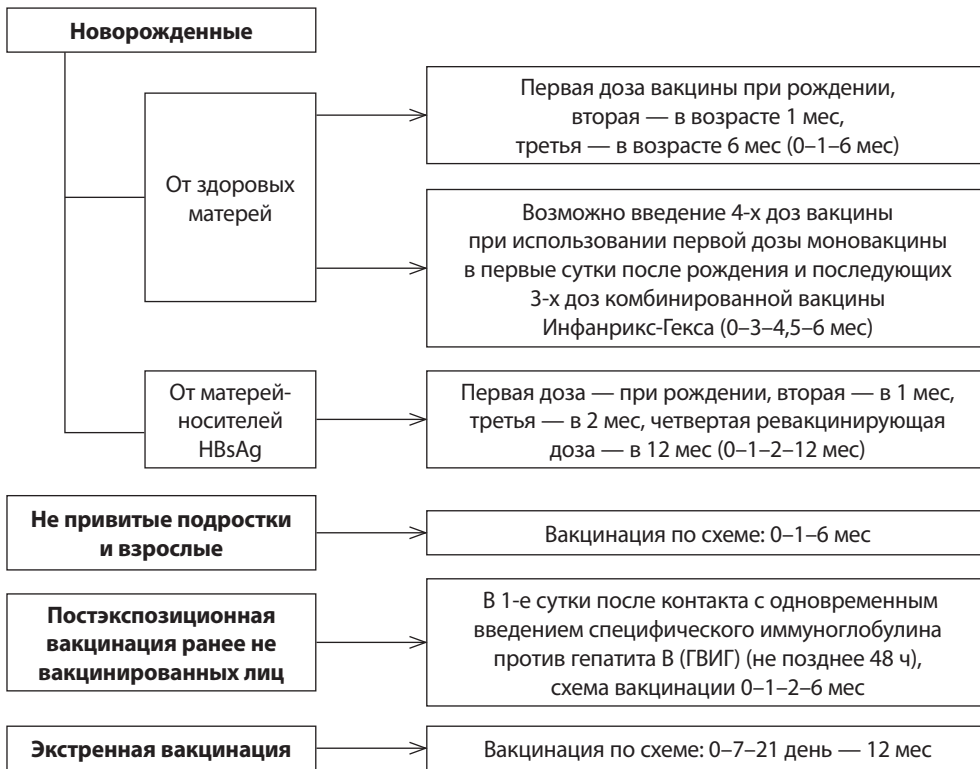 Новорожденные
От здоровых
матерей
Первая доза вакцины при рождении,
вторая — в возрасте 1 мес,
третья — в возрасте 6 мес (0–1–6 мес)
Возможно введение 4-х доз вакцины
при использовании первой дозы моновакцины
в первые сутки после рождения и последующих
3-х доз комбинированной вакцины
Инфанрикс-Гекса (0–3–4,5–6 мес)
От матерей-
носителей
HBsAg
Первая доза — при рождении, вторая — в 1 мес,
третья — в 2 мес, четвертая ревакцинирующая
доза — в 12 мес (0–1–2–12 мес)
Не привитые подростки
и взрослые
Вакцинация по схеме: 0–1–6 мес
Постэкспозиционная
вакцинация ранее не
вакцинированных лиц
В 1-е сутки после контакта с одновременным
введением специфического иммуноглобулина
против гепатита В (ГВИГ) (не позднее 48 ч),
схема вакцинации 0–1–2–6 мес
Экстренная вакцинация
Вакцинация по схеме: 0–7–21 день — 12 мес